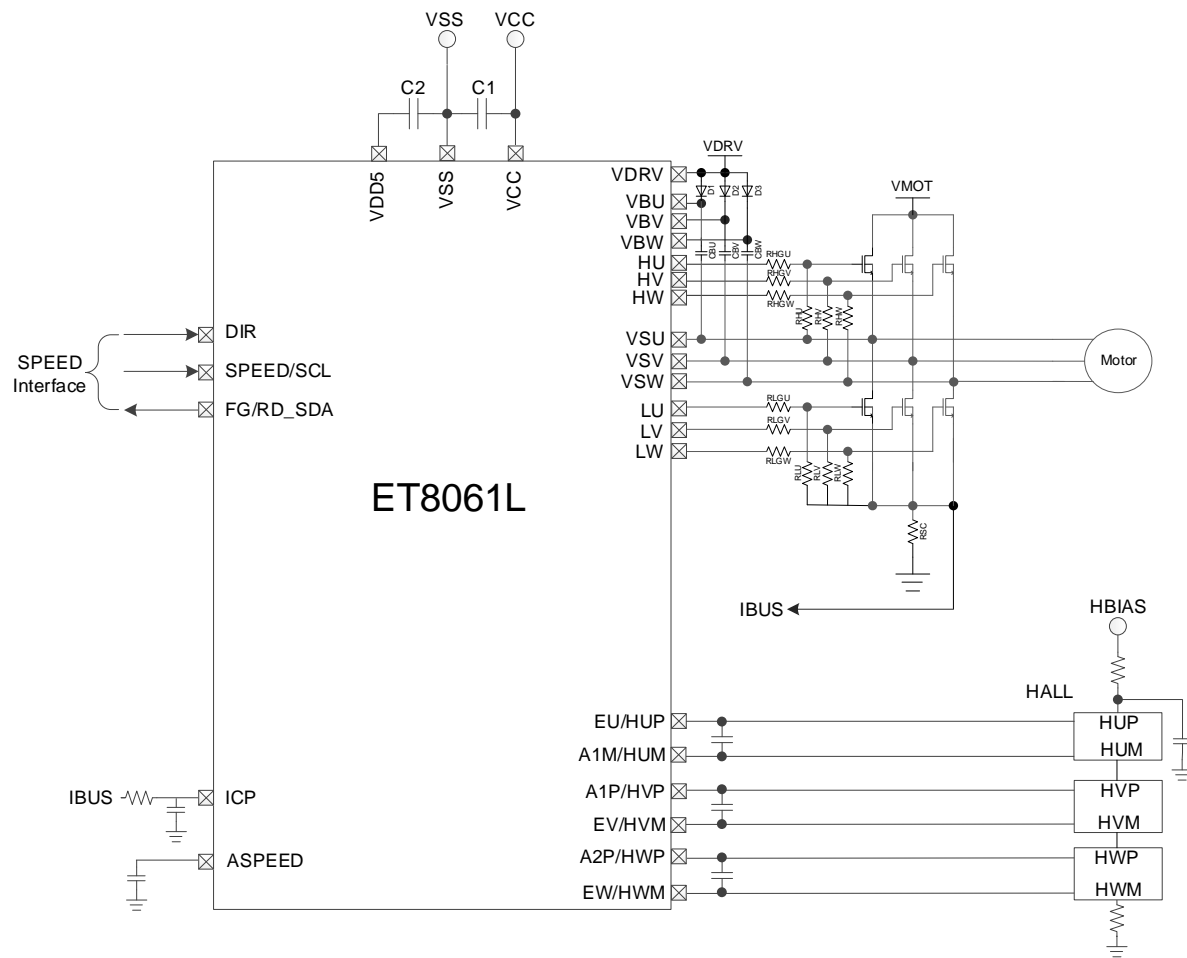 VSS
VCC
C2
C1
VDD5
VSS
VCC
VDRV
VDRV
VBU
VBV
VBW
HU
HV
HW
VSU
VSV
VSW
LU
LV
LW
D1
D2
D3
CBU
CBV
CBW
RHGU
RHGV
RHGW
RHU
RHV
RHW
VMOT
Motor
RLGU
RLGV
RLGW
RLU
RLV
RLW
RSC
IBUS
SPEED
Interface
DIR
SPEED/SCL
FG/RD_SDA
ET8061L
HBIAS
HALL
EU/HUP
A1M/HUM
A1P/HVP
EV/HVM
A2P/HWP
EW/HWM
HUP
HUM
HVP
HVM
HWP
HWM
IBUS
ICP
ASPEED